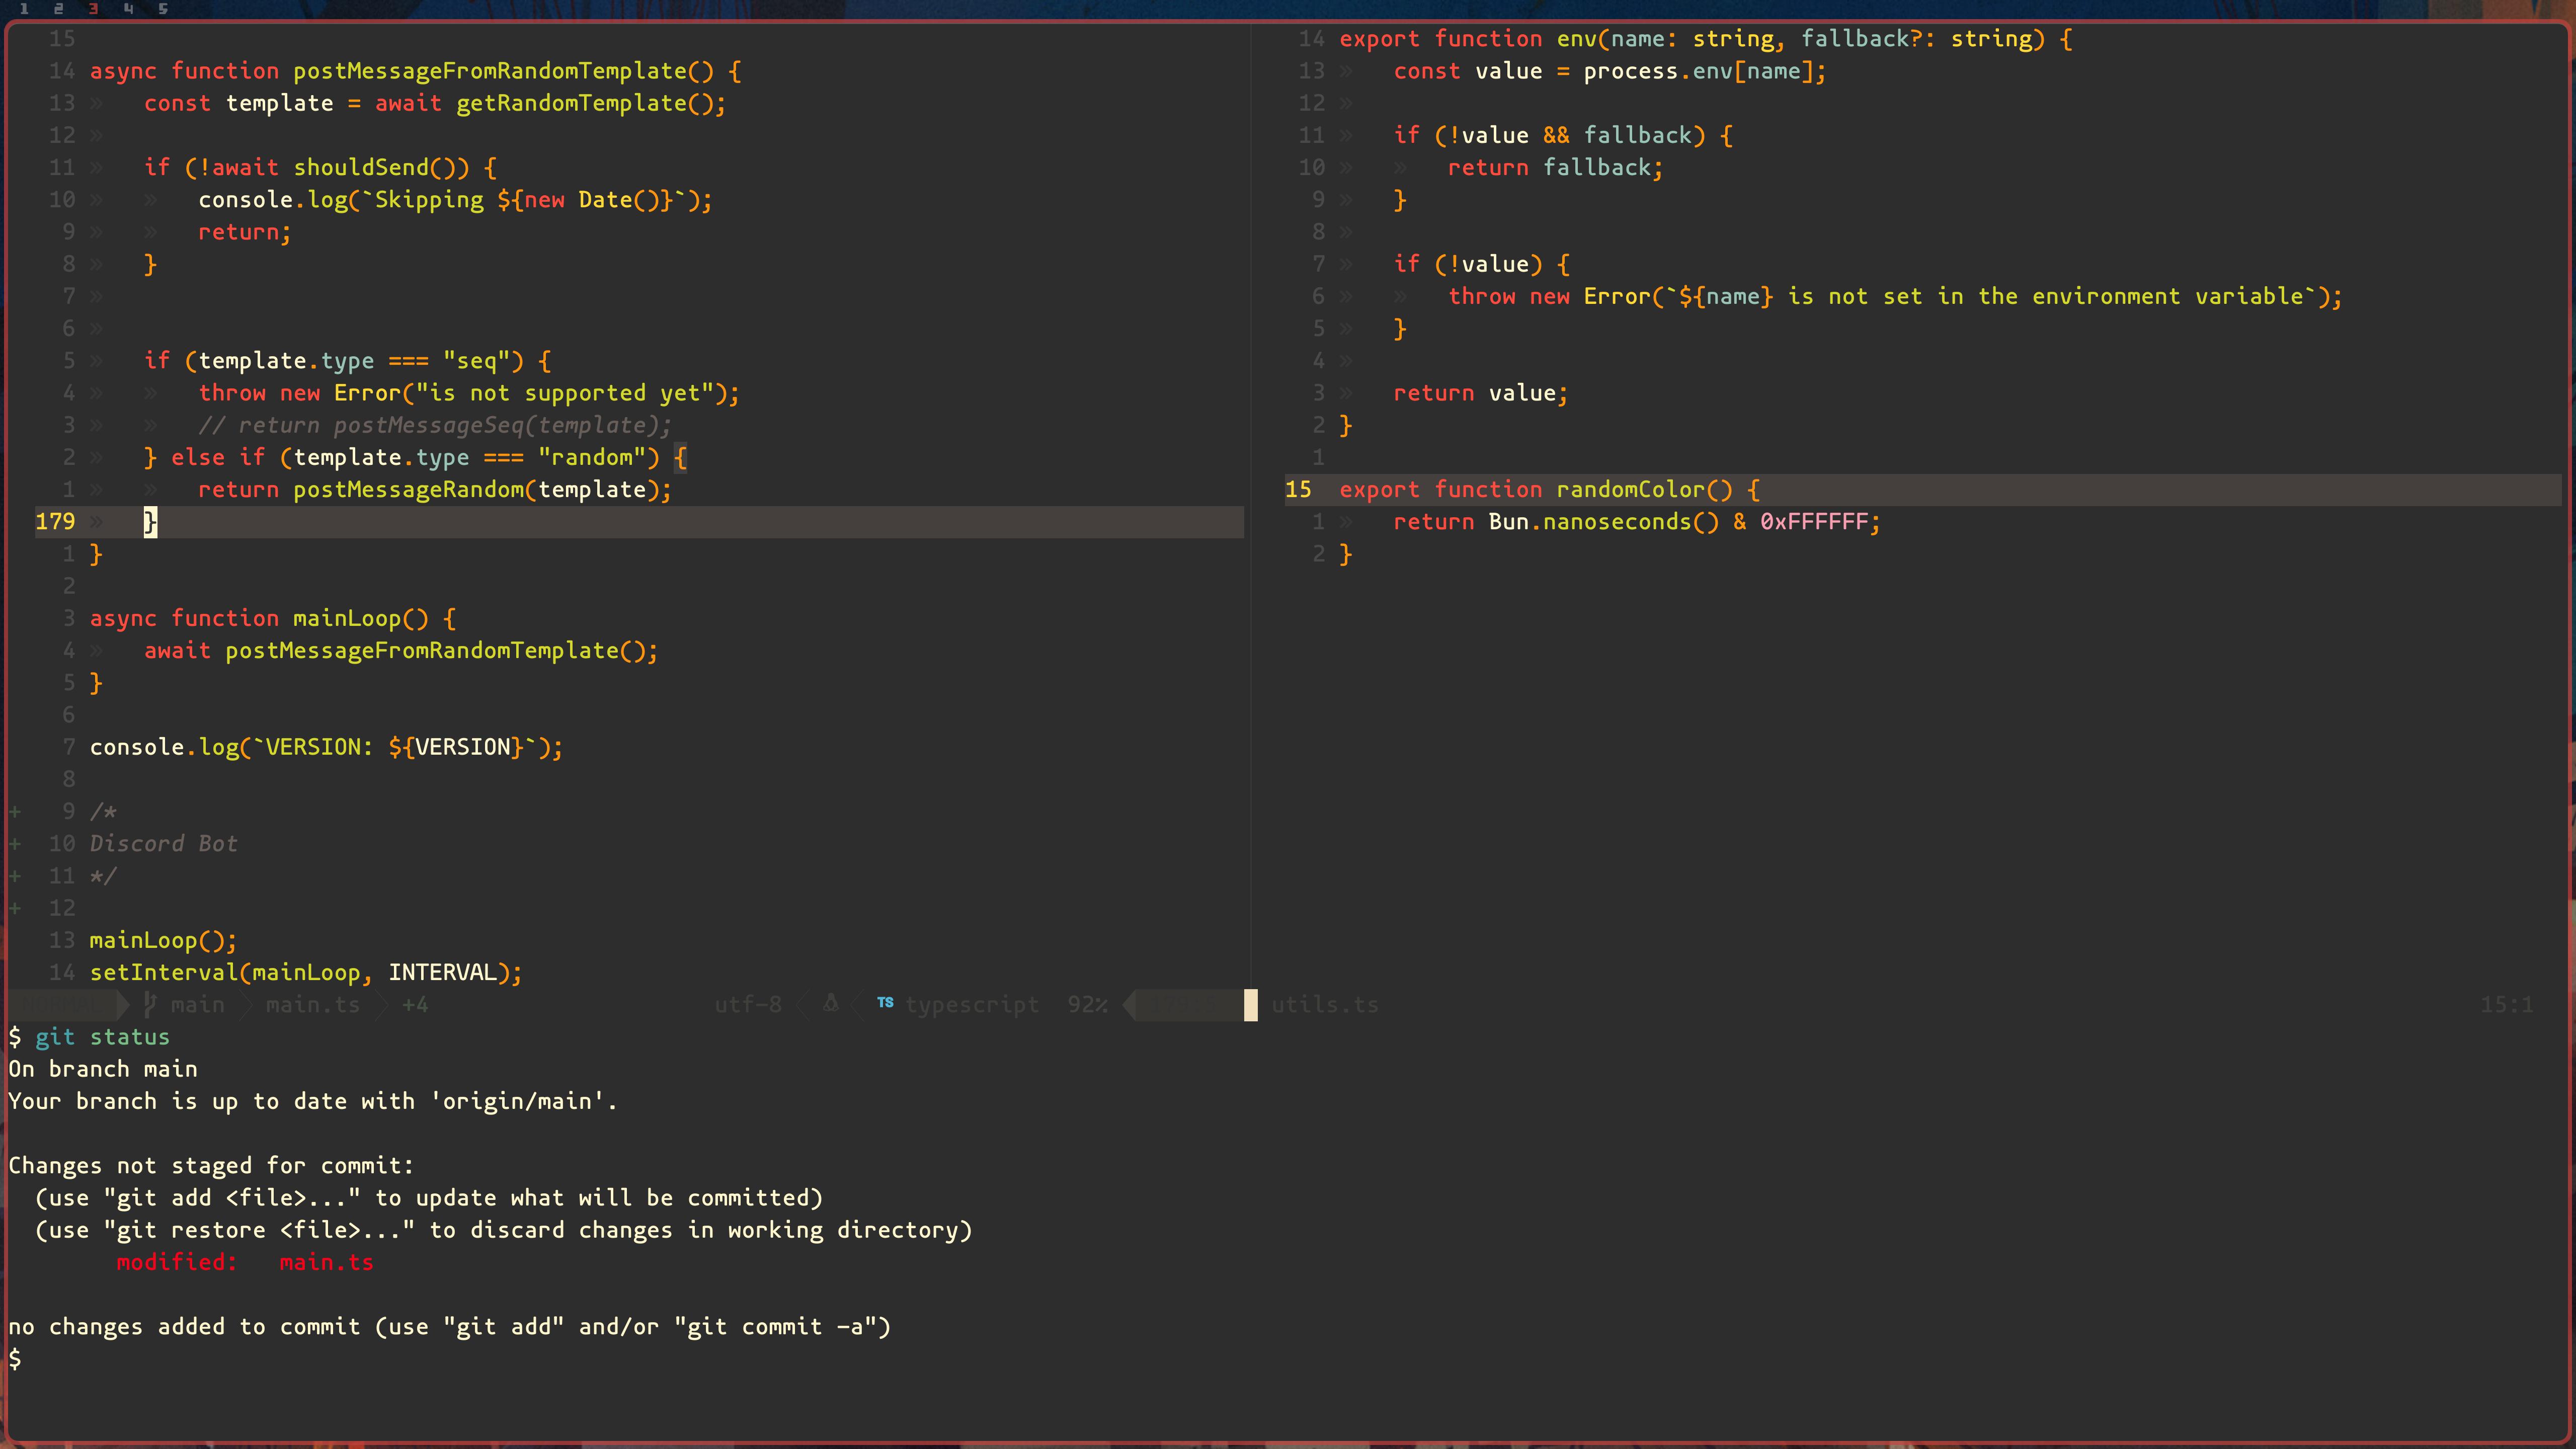 1 2 3 4 5
15
14 async function postMessageFromRandomTemplate() {
13 »   const template = await getRandomTemplate();
12 »
11 »   if (!await shouldSend()) {
10 »   »   console.log(`Skipping ${new Date()}`);
9 »   »   return;
8 »   }
7 »
6 »
5 »   if (template.type === "seq") {
4 »   »   throw new Error("is not supported yet");
3 »   »   // return postMessageSeq(template);
2 »   } else if (template.type === "random") {
1 »   »   return postMessageRandom(template);
179 »   }
1 }
2
3 async function mainLoop() {
4 »   await postMessageFromRandomTemplate();
5 }
6
7 console.log(`VERSION: ${VERSION}`);
8
+ 9 /*
+ 10 Discord Bot
+ 11 */
+ 12
13 mainLoop();
14 setInterval(mainLoop, INTERVAL);
main main.ts +4 utf-8 TS typescript 92%
14 export function env(name: string, fallback?: string) {
13 »   const value = process.env[name];
12 »
11 »   if (!value && fallback) {
10 »   »   return fallback;
9 »   }
8 »
7 »   if (!value) {
6 »   »   throw new Error(`${name} is not set in the environment variable`);
5 »   }
4 »
3 »   return value;
2 }
1
15 export function randomColor() {
1 »   return Bun.nanoseconds() & 0xFFFFFF;
2 }
utils.ts 15:1
$ git status
On branch main
Your branch is up to date with 'origin/main'.
Changes not staged for commit:
  (use "git add <file>..." to update what will be committed)
  (use "git restore <file>..." to discard changes in working directory)
        modified:   main.ts
no changes added to commit (use "git add" and/or "git commit -a")
$